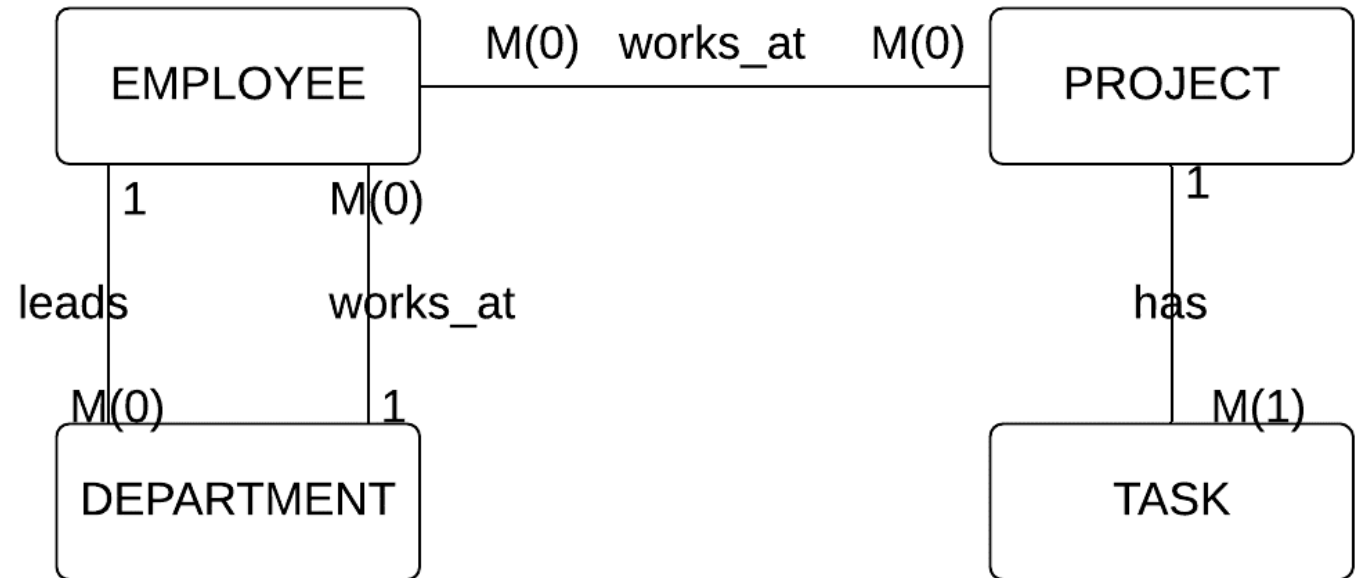 M(0) works_at M(0)
EMPLOYEE
PROJECT
1
M(0)
1
leads
works_at
has
M(0)
1
M(1)
DEPARTMENT
TASK